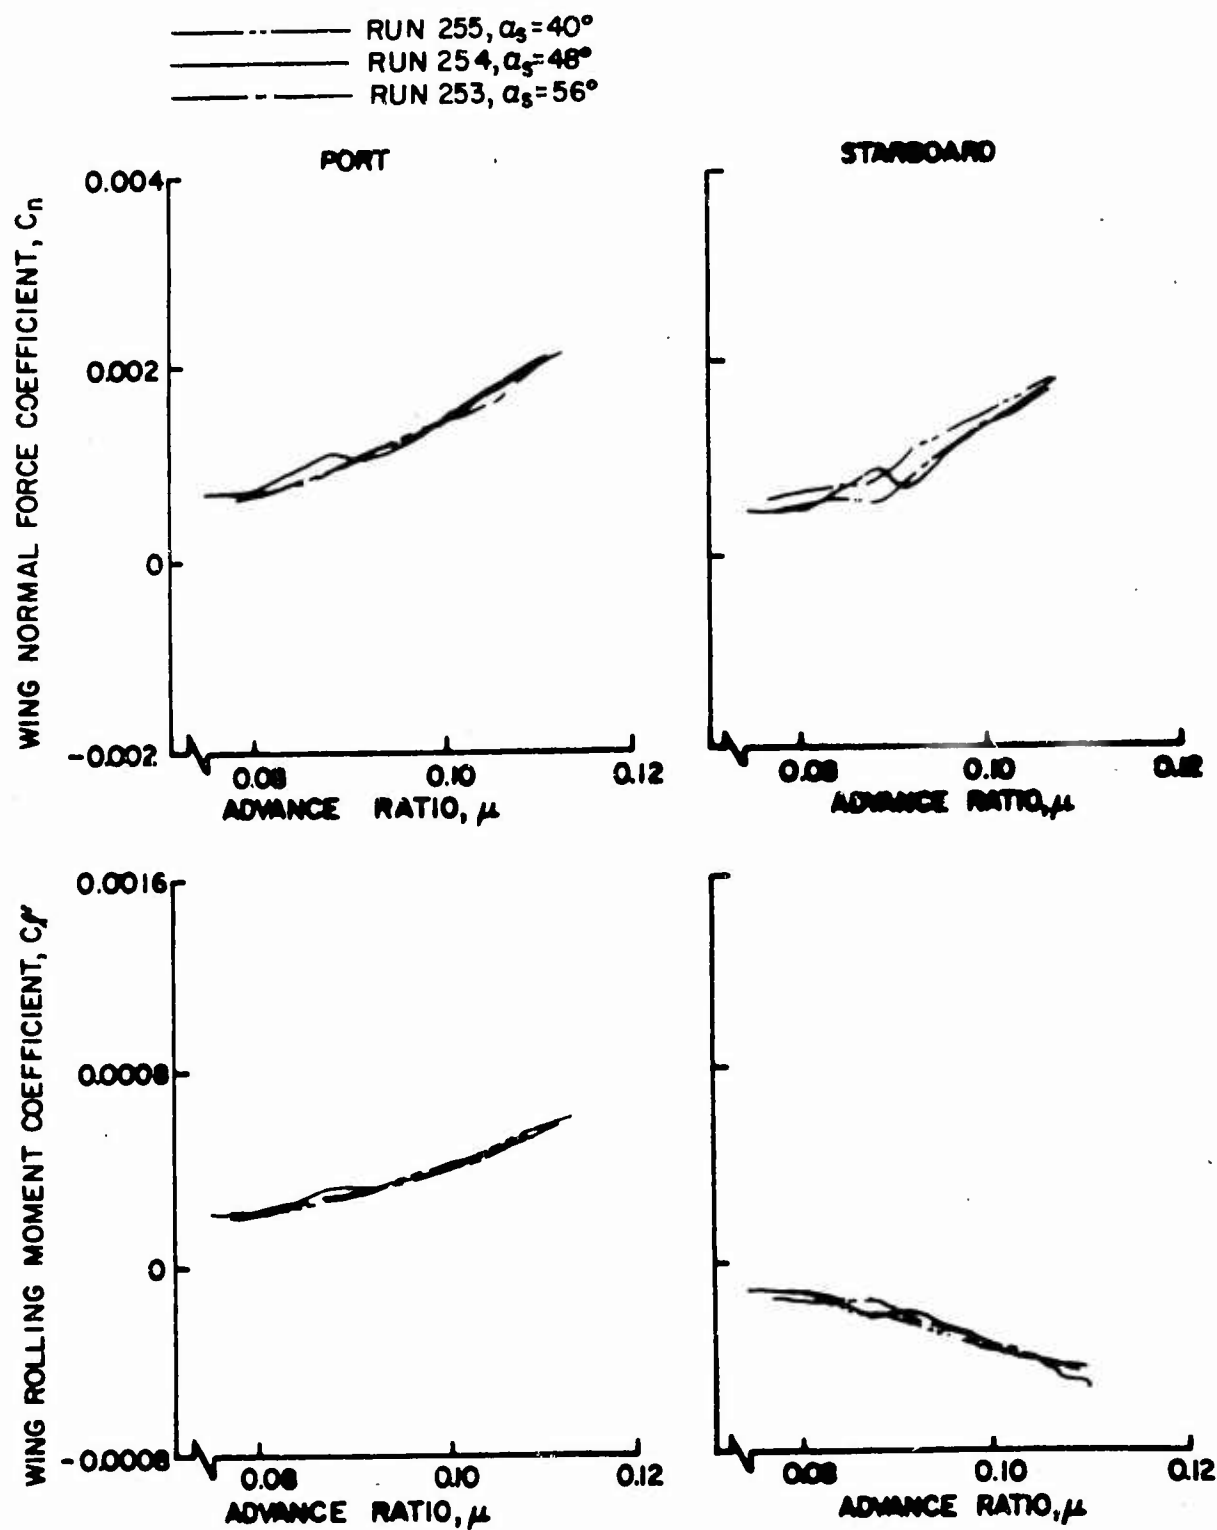 RUN 255, αs=40°
RUN 254, αs=48°
RUN 253, αs=56°
PORT
STARBOARD
WING NORMAL FORCE COEFFICIENT, Cn
0.004
0.002
0
-0.002
0.08 0.10 0.12
ADVANCE RATIO, μ
0.08 0.10 0.12
ADVANCE RATIO, μ
WING ROLLING MOMENT COEFFICIENT,
0.0016
0.0008
0
-0.0008
0.08 0.10 0.12
ADVANCE RATIO, μ
0.08 0.10 0.12
ADVANCE RATIO, μ